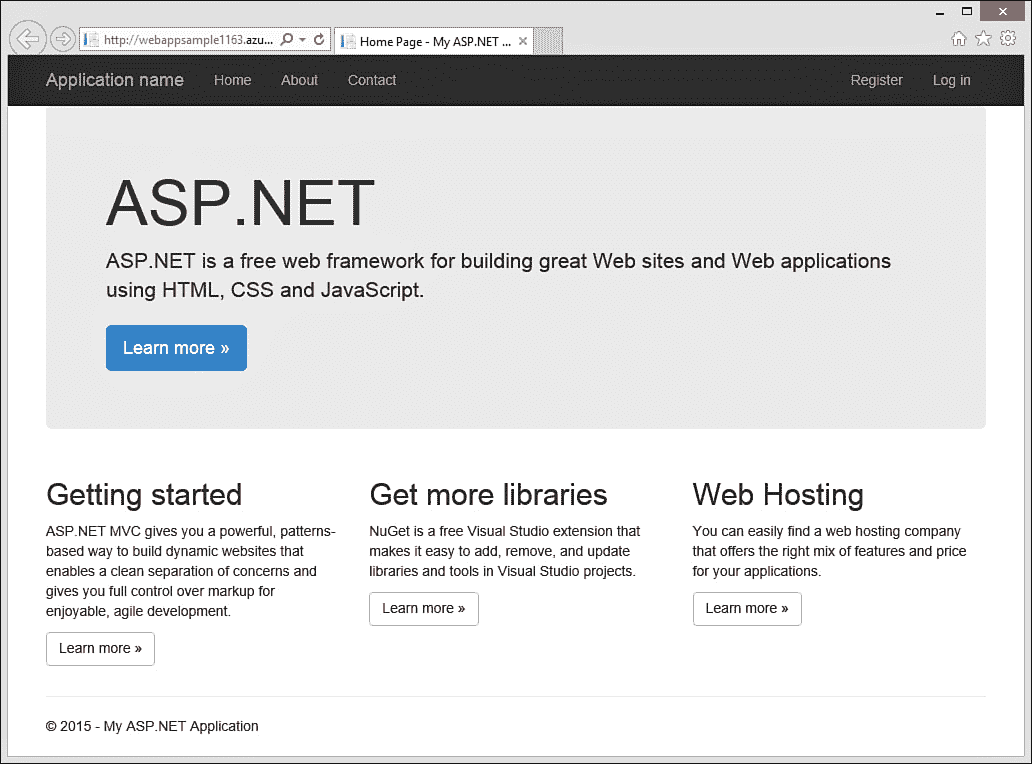 http://webappsample1163.azu...
Home Page - My ASP.NET ...
Application name Home About Contact Register Log in
ASP.NET
ASP.NET is a free web framework for building great Web sites and Web applications
using HTML, CSS and JavaScript.
Learn more »
Getting started
ASP.NET MVC gives you a powerful, patterns-
based way to build dynamic websites that
enables a clean separation of concerns and
gives you full control over markup for
enjoyable, agile development.
Learn more »
Get more libraries
NuGet is a free Visual Studio extension that
makes it easy to add, remove, and update
libraries and tools in Visual Studio projects.
Learn more »
Web Hosting
You can easily find a web hosting company
that offers the right mix of features and price
for your applications.
Learn more »
© 2015 - My ASP.NET Application